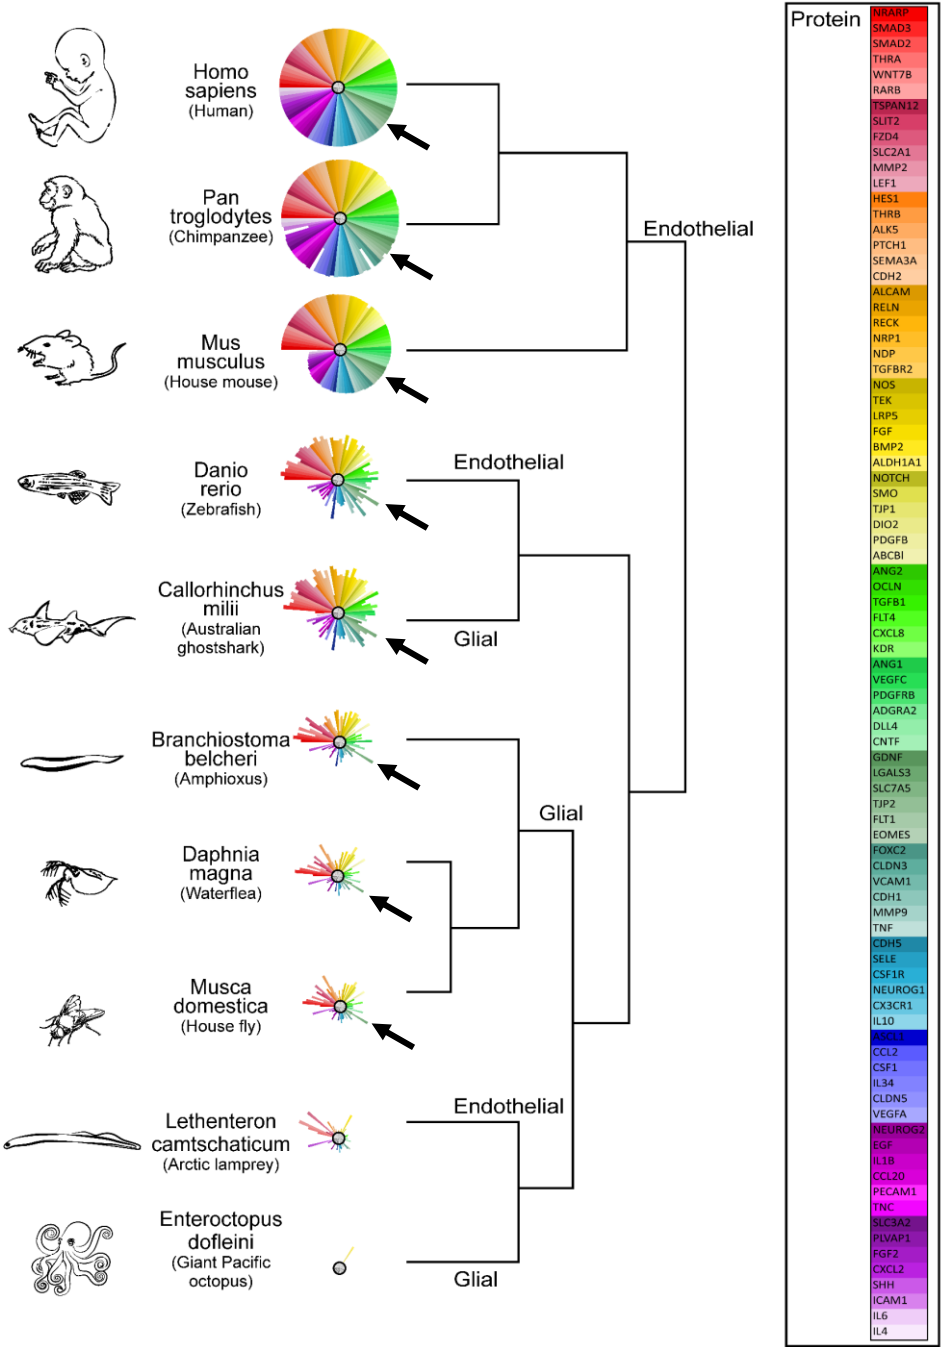 Homo
sapiens
(Human)
Pan
troglodytes
(Chimpanzee)
Mus
musculus
(House mouse)
Danio
rerio
(Zebrafish)
Callorhinchus
milii
(Australian
ghostshark)
Branchiostoma
belcheri
(Amphioxus)
Daphnia
magna
(Waterflea)
Musca
domestica
(House fly)
Lethenteron
camtschaticum
(Arctic lamprey)
Enteroctopus
dofleini
(Giant Pacific
octopus)
Endothelial
Endothelial
Glial
Glial
Endothelial
Glial
Protein
NRARP
SMAD3
SMAD2
THRA
WNT7B
RARB
TSPAN12
SLIT2
FZD4
SLC2A1
MMP2
LEF1
HES1
THRB
ALK5
PTCH1
SEMA3A
CDH2
ALCAM
RELN
RECK
NRP1
NDP
TGFBR2
NOS
TEK
LRP5
FGF
BMP2
ALDH1A1
NOTCH
SMO
TJP1
DIO2
PDGFB
ABCBI
ANG2
OCLN
TGFB1
FLT4
CXCL8
KDR
ANG1
VEGFC
PDGFRB
ADGRA2
DLL4
CNTF
GDNF
LGALS3
SLC7A5
TJP2
FLT1
EOMES
FOXC2
CLDN3
VCAM1
CDH1
MMP9
TNF
CDH5
SELE
CSF1R
NEUROG1
CX3CR1
IL10
ASCL1
CCL2
CSF1
IL34
CLDN5
VEGFA
NEUROG2
EGF
IL1B
CCL20
PECAM1
TNC
SLC3A2
PLVAP1
FGF2
CXCL2
SHH
ICAM1
IL6
IL4